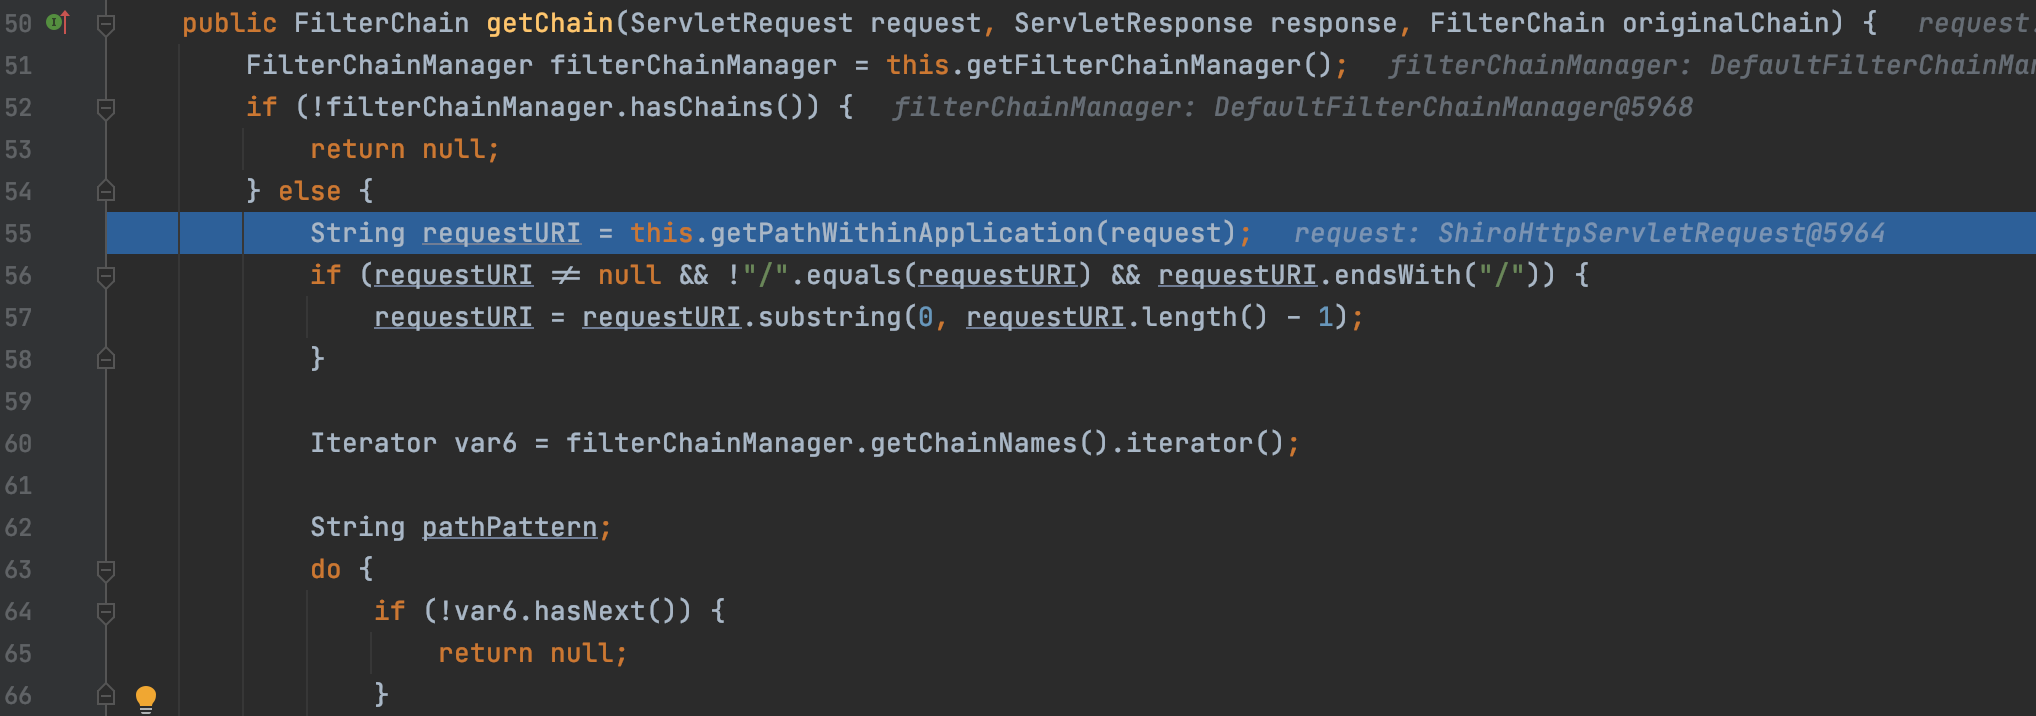 50 public FilterChain getChain(ServletRequest request, ServletResponse response, FilterChain originalChain) { request:
51 FilterChainManager filterChainManager = this.getFilterChainManager(); filterChainManager: DefaultFilterChainMan
52 if (!filterChainManager.hasChains()) { filterChainManager: DefaultFilterChainManager@5968
53 return null;
54 } else {
55 String requestURI = this.getPathWithinApplication(request); request: ShiroHttpServletRequest@5964
56 if (requestURI ≠ null && !"/".equals(requestURI) && requestURI.endsWith("/")) {
57 requestURI = requestURI.substring(0, requestURI.length() - 1);
58 }
59
60 Iterator var6 = filterChainManager.getChainNames().iterator();
61
62 String pathPattern;
63 do {
64 if (!var6.hasNext()) {
65 return null;
66 }